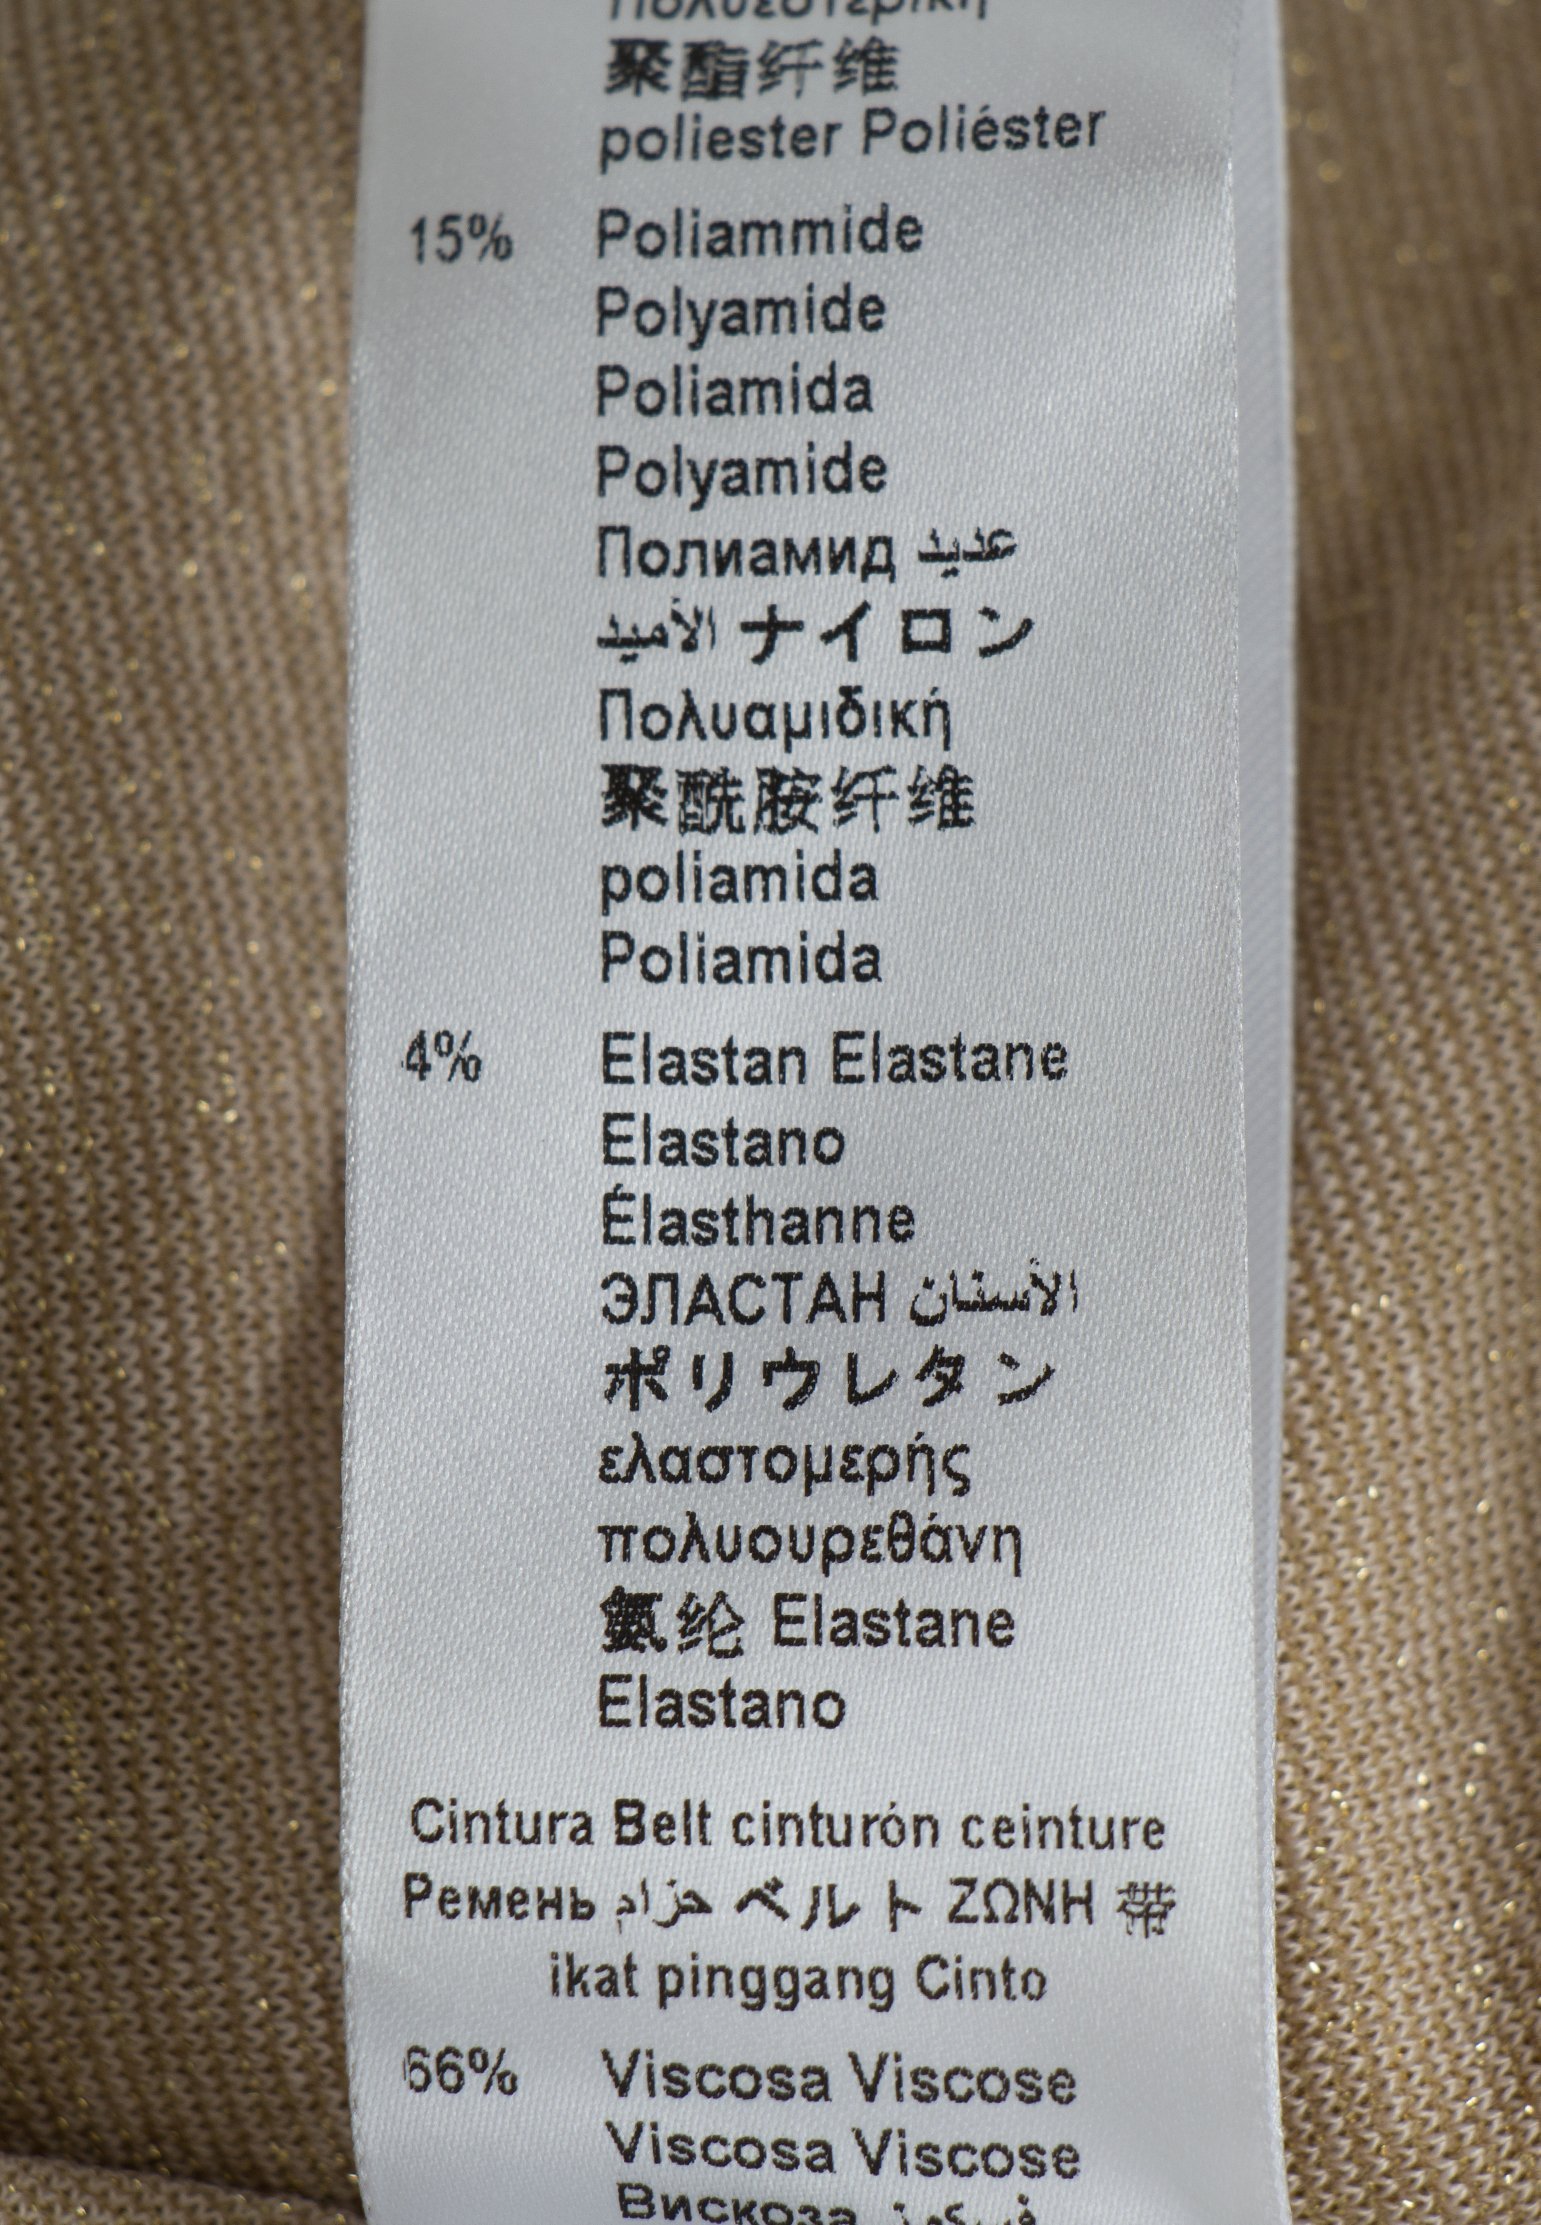 Πολυεστερική
聚酯纤维
poliester Poliéster
15% Poliammide
Polyamide
Poliamida
Polyamide
Полиамид عديد
الأميد ナイロン
Πολυαμιδική
聚酰胺纤维
poliamida
Poliamida
4% Elastan Elastane
Elastano
Élasthanne
ЭЛАСТАН الأستان
ポリウレタン
ελαστομερής
πολυουρεθάνη
氨纶 Elastane
Elastano
Cintura Belt cinturón ceinture
Ремень حزام ベルト ΖΩΝΗ 带
ikat pinggang Cinto
66% Viscosa Viscose
Viscosa Viscose
Вискоза